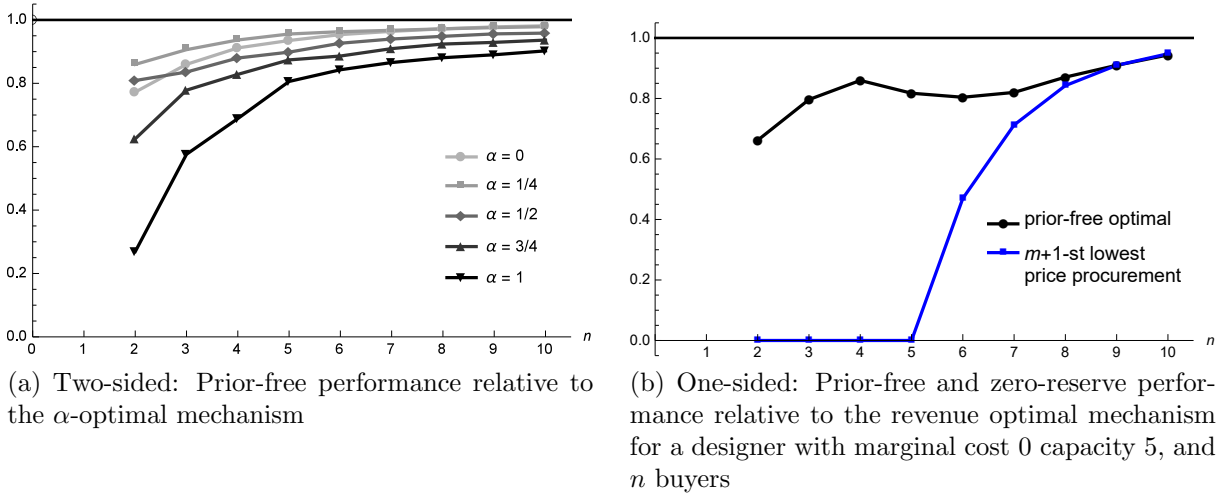 1.0
0.8
0.6
0.4
0.2
0.0
0 1 2 3 4 5 6 7 8 9 10
n
α = 0
α = 1/4
α = 1/2
α = 3/4
α = 1
(a) Two-sided: Prior-free performance relative to
the α-optimal mechanism
1.0
0.8
0.6
0.4
0.2
0.0
1 2 3 4 5 6 7 8 9 10
n
prior-free optimal
m+1-st lowest
price procurement
(b) One-sided: Prior-free and zero-reserve perfor-
mance relative to the revenue optimal mechanism
for a designer with marginal cost 0 capacity 5, and
n buyers